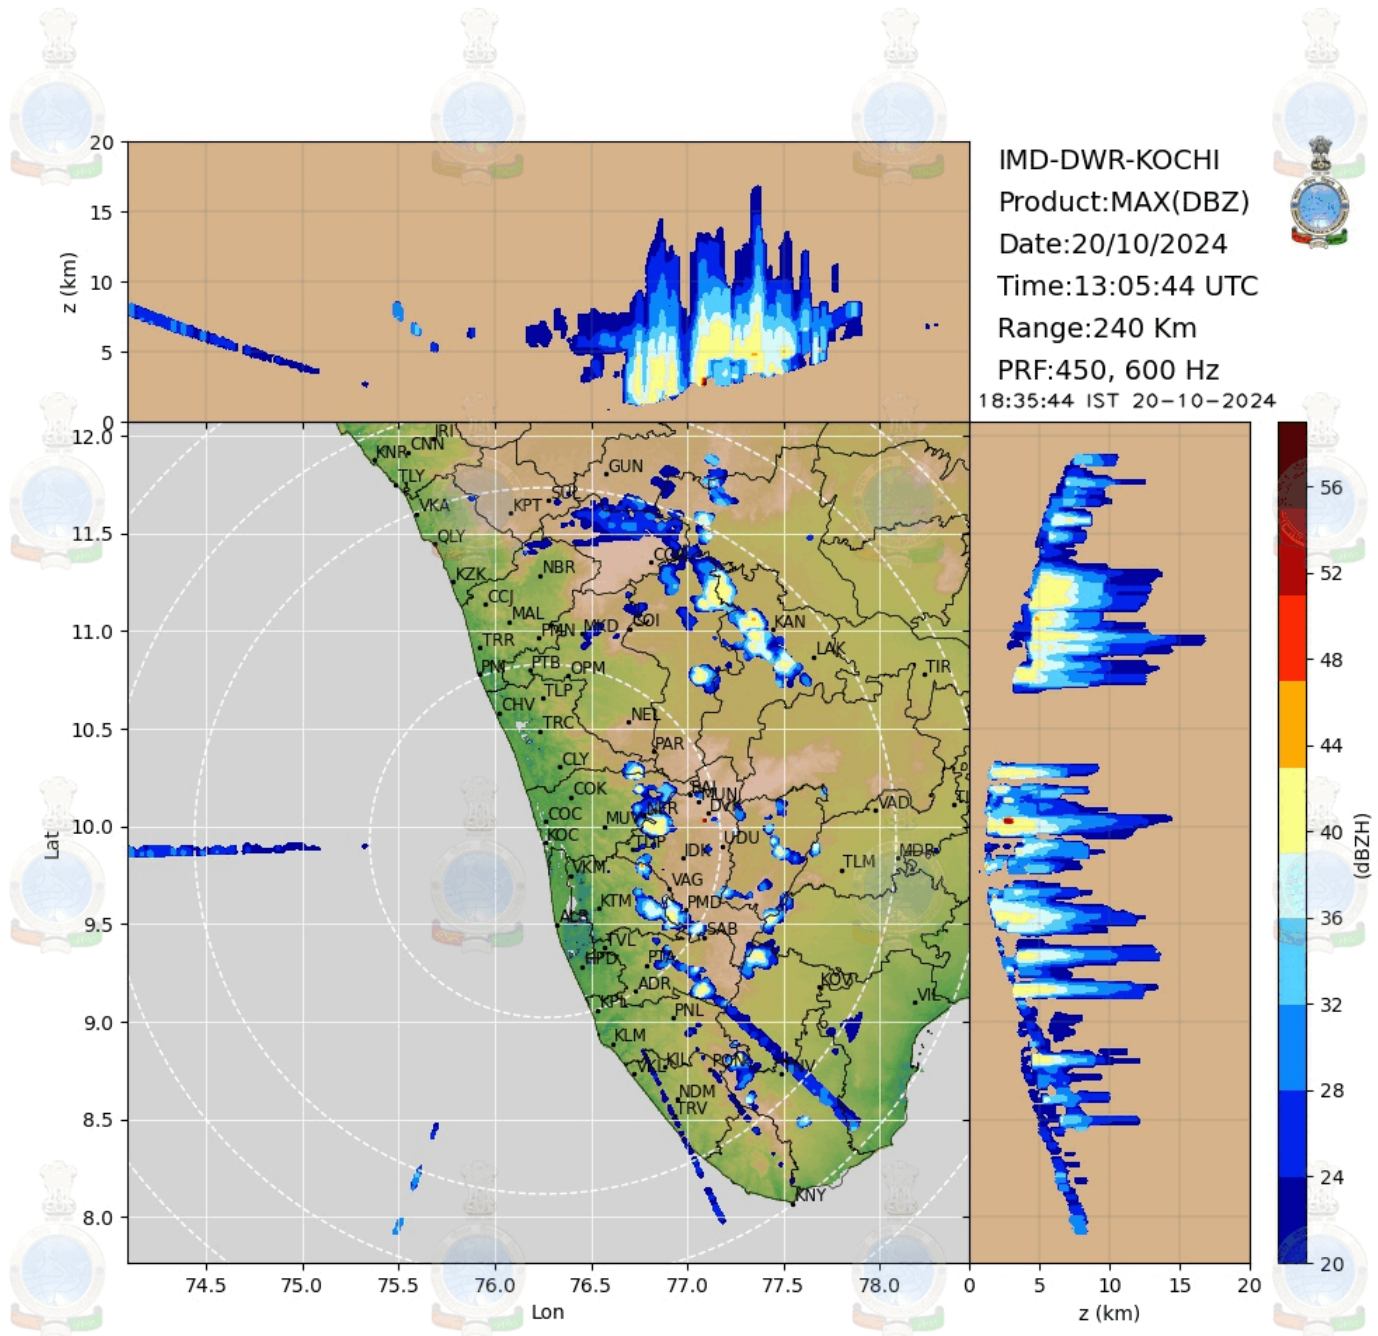 IMD-DWR-KOCHI
Product:MAX(DBZ)
Date:20/10/2024
Time:13:05:44 UTC
Range:240 Km
PRF:450, 600 Hz
18:35:44 IST 20-10-2024
20
15
10
5
0
z (km)
12.0
11.5
11.0
10.5
10.0
9.5
9.0
8.5
8.0
Lat
IRI
CNN
KNR
TLY
VKA
GUN
KPT
QLY
KZK
NBR
CCJ
MAL
TRR
PMN
MKD
COI
KAN
LAK
TIR
PNI
PTB
OPM
TLP
CHV
TRC
NEL
PAR
CLY
COK
COC
MUV
KOC
MUN
DVK
VAD
UDU
IDK
TLM
MDR
VKM
VAG
KTM
PMD
ALB
SAB
TVL
PTA
ADR
KOV
VIL
KPL
PNL
KLM
KIL
PON
NDM
TRV
KNY
74.5 75.0 75.5 76.0 76.5 77.0 77.5 78.0
Lon
0 5 10 15 20
z (km)
56
52
48
44
40
36
32
28
24
20
(dBZH)